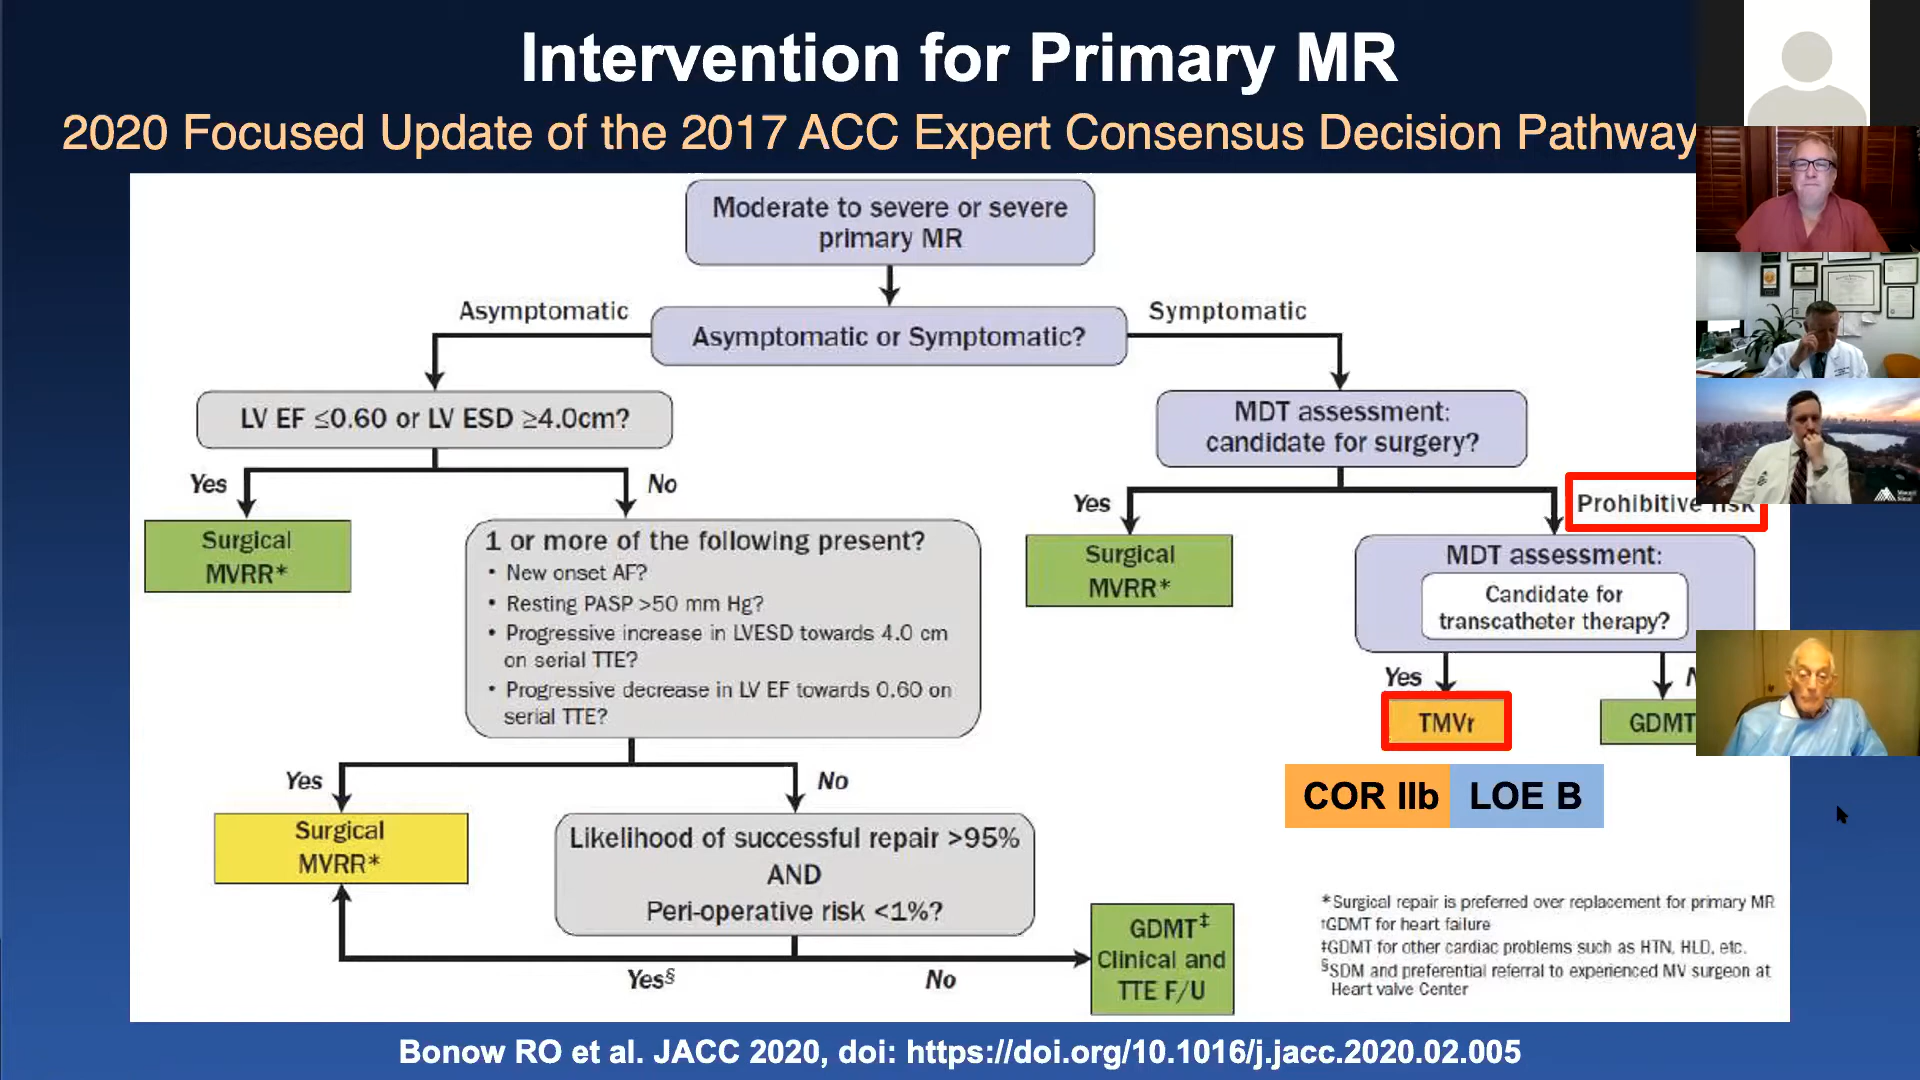 Intervention for Primary MR
2020 Focused Update of the 2017 ACC Expert Consensus Decision Pathway
Moderate to severe or severe
primary MR
Asymptomatic
Asymptomatic or Symptomatic?
Symptomatic
LV EF ≤0.60 or LV ESD ≥4.0cm?
MDT assessment:
candidate for surgery?
Yes
No
Yes
Prohibitive risk
Surgical
MVRR*
1 or more of the following present?
• New onset AF?
• Resting PASP >50 mm Hg?
• Progressive increase in LVESD towards 4.0 cm
on serial TTE?
• Progressive decrease in LV EF towards 0.60 on
serial TTE?
Surgical
MVRR*
MDT assessment:
Candidate for
transcatheter therapy?
Yes
TMVr
GDMT
COR IIb LOE B
Yes
No
Surgical
MVRR*
Likelihood of successful repair >95%
AND
Peri-operative risk <1%?
Yes§
No
GDMT‡
Clinical and
TTE F/U
*Surgical repair is preferred over replacement for primary MR
†GDMT for heart failure
‡GDMT for other cardiac problems such as HTN, HLD, etc.
§SDM and preferential referral to experienced MV surgeon at
Heart valve Center
Bonow RO et al. JACC 2020, doi: https://doi.org/10.1016/j.jacc.2020.02.005
Mount
Sinai